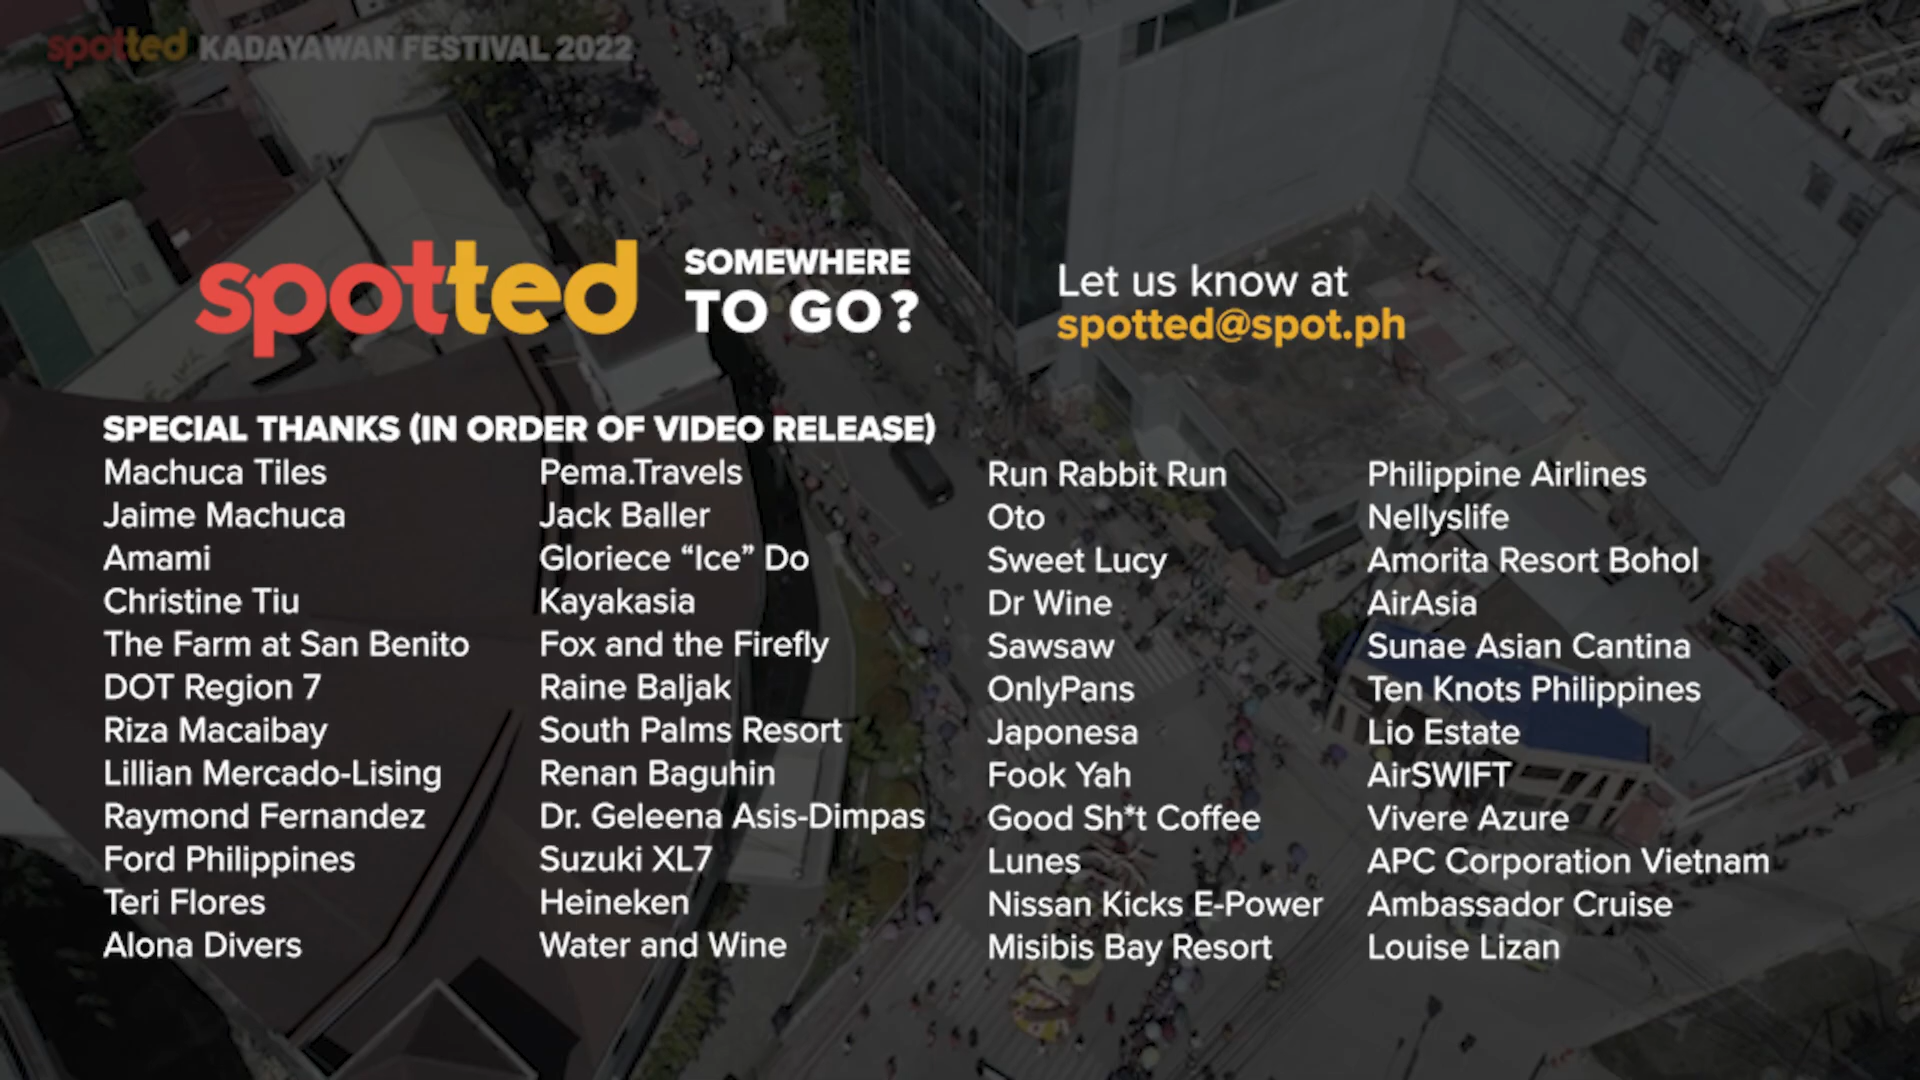 spotted KADAYAWAN FESTIVAL 2022
spotted
SOMEWHERE
TO GO?
Let us know at
spotted@spot.ph
SPECIAL THANKS (IN ORDER OF VIDEO RELEASE)
Machuca Tiles
Jaime Machuca
Amami
Christine Tiu
The Farm at San Benito
DOT Region 7
Riza Macaibay
Lillian Mercado-Lising
Raymond Fernandez
Ford Philippines
Teri Flores
Alona Divers
Pema.Travels
Jack Baller
Gloriece “Ice” Do
Kayakasia
Fox and the Firefly
Raine Baljak
South Palms Resort
Renan Baguhin
Dr. Geleena Asis-Dimpas
Suzuki XL7
Heineken
Water and Wine
Run Rabbit Run
Oto
Sweet Lucy
Dr Wine
Sawsaw
OnlyPans
Japonesa
Fook Yah
Good Sh*t Coffee
Lunes
Nissan Kicks E-Power
Misibis Bay Resort
Philippine Airlines
Nellyslife
Amorita Resort Bohol
AirAsia
Sunae Asian Cantina
Ten Knots Philippines
Lio Estate
AirSWIFT
Vivere Azure
APC Corporation Vietnam
Ambassador Cruise
Louise Lizan